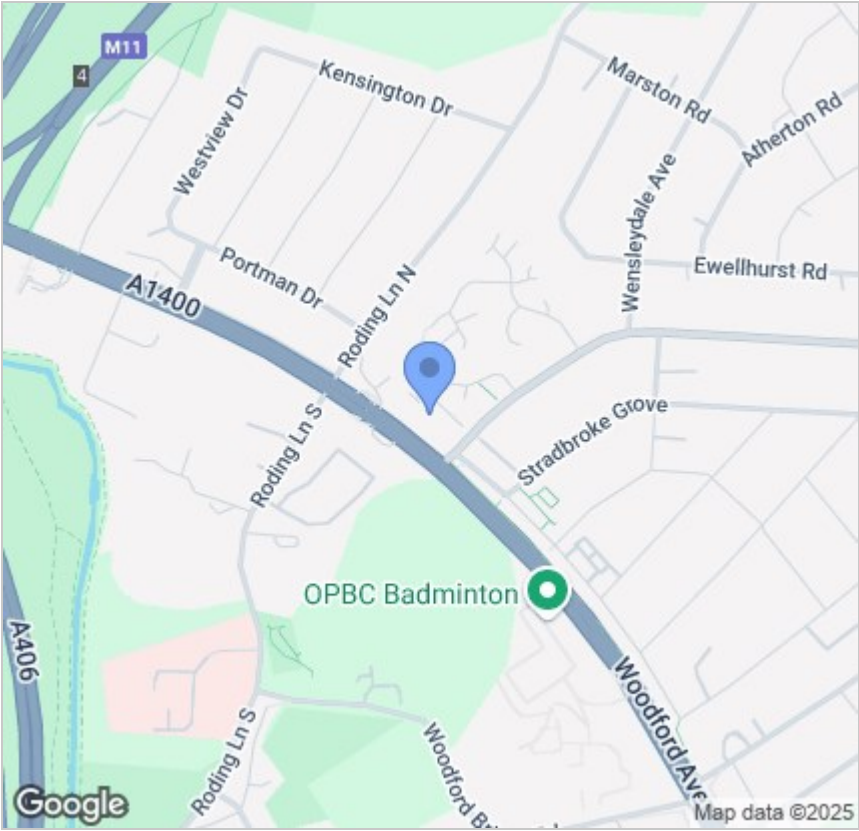 M11
4
Kensington Dr
Marston Rd
Westview Dr
Atherton Rd
Wensleydale Ave
Portman Dr
Ewellhurst Rd
A1400
Roding Ln N
Stradbroke Grove
Roding Ln S
OPBC Badminton
A406
Woodford Ave
Roding Ln S
Woodford
Google
Map data ©2025